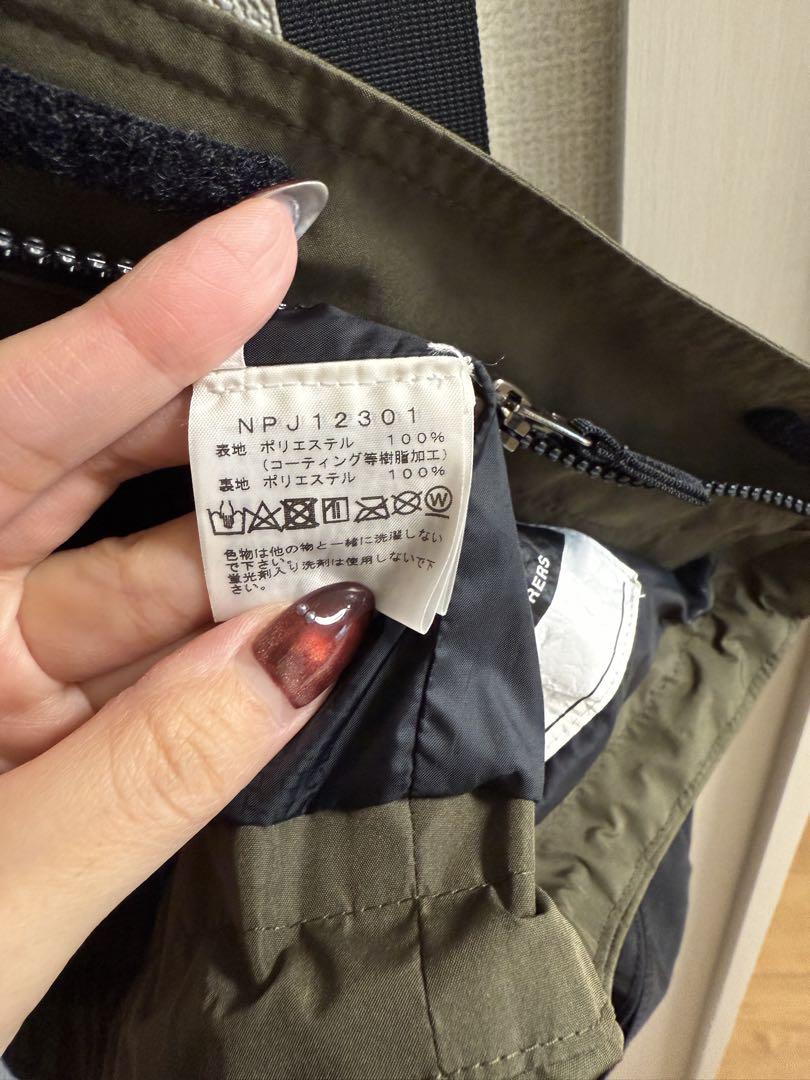 NPJ12301
表地 ポリエステル 100%
(コーティング等樹脂加工)
裏地 ポリエステル 100%
W
色物は他の物と一緒に洗濯しない
で下さい。
蛍光剤入り洗剤は使用しないで下
さい。
RERS